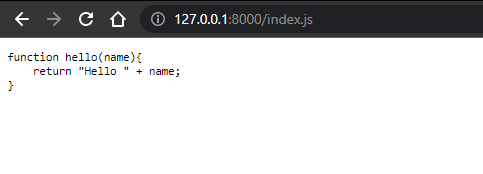 127.0.0.1:8000/index.js
function hello(name){
    return "Hello " + name;
}